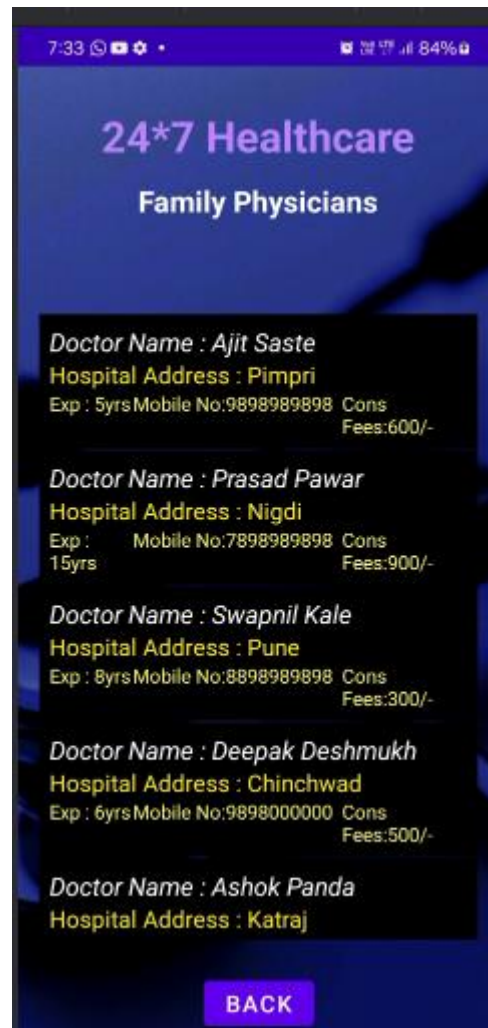 7:33
84%
24*7 Healthcare
Family Physicians
Doctor Name : Ajit Saste
Hospital Address : Pimpri
Exp : 5yrs Mobile No:9898989898 Cons
Fees:600/-
Doctor Name : Prasad Pawar
Hospital Address : Nigdi
Exp : Mobile No:7898989898 Cons
15yrs Fees:900/-
Doctor Name : Swapnil Kale
Hospital Address : Pune
Exp : 8yrs Mobile No:8898989898 Cons
Fees:300/-
Doctor Name : Deepak Deshmukh
Hospital Address : Chinchwad
Exp : 6yrs Mobile No:9898000000 Cons
Fees:500/-
Doctor Name : Ashok Panda
Hospital Address : Katraj
BACK